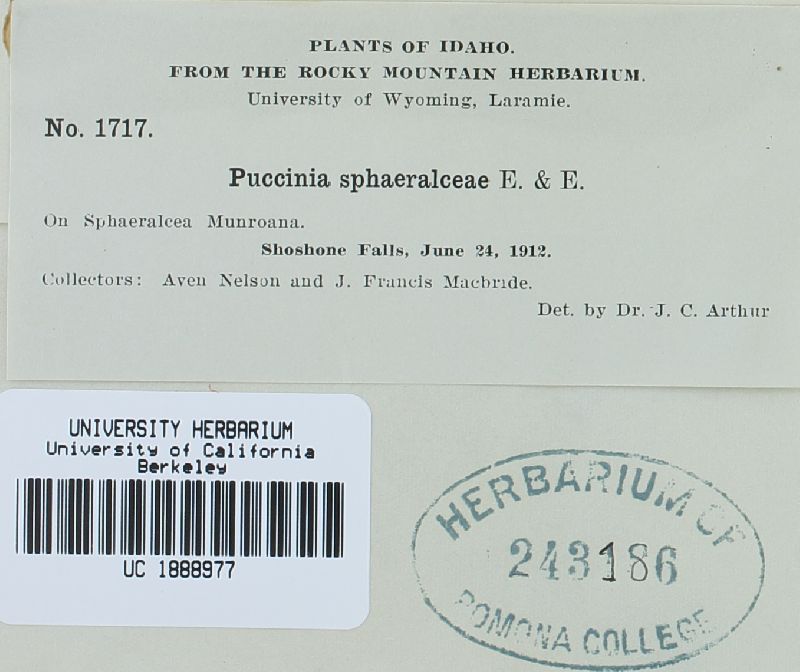 PLANTS OF IDAHO.
FROM THE ROCKY MOUNTAIN HERBARIUM.
University of Wyoming, Laramie.
No. 1717.
Puccinia sphaeralceae E. & E.
On Sphaeralcea Munroana.
Shoshone Falls, June 24, 1912.
Collectors: Aven Nelson and J. Francis Macbride.
Det. by Dr. J. C. Arthur
UNIVERSITY HERBARIUM
University of California
Berkeley
UC 1888977
HERBARIUM OF
243186
POMONA COLLEGE